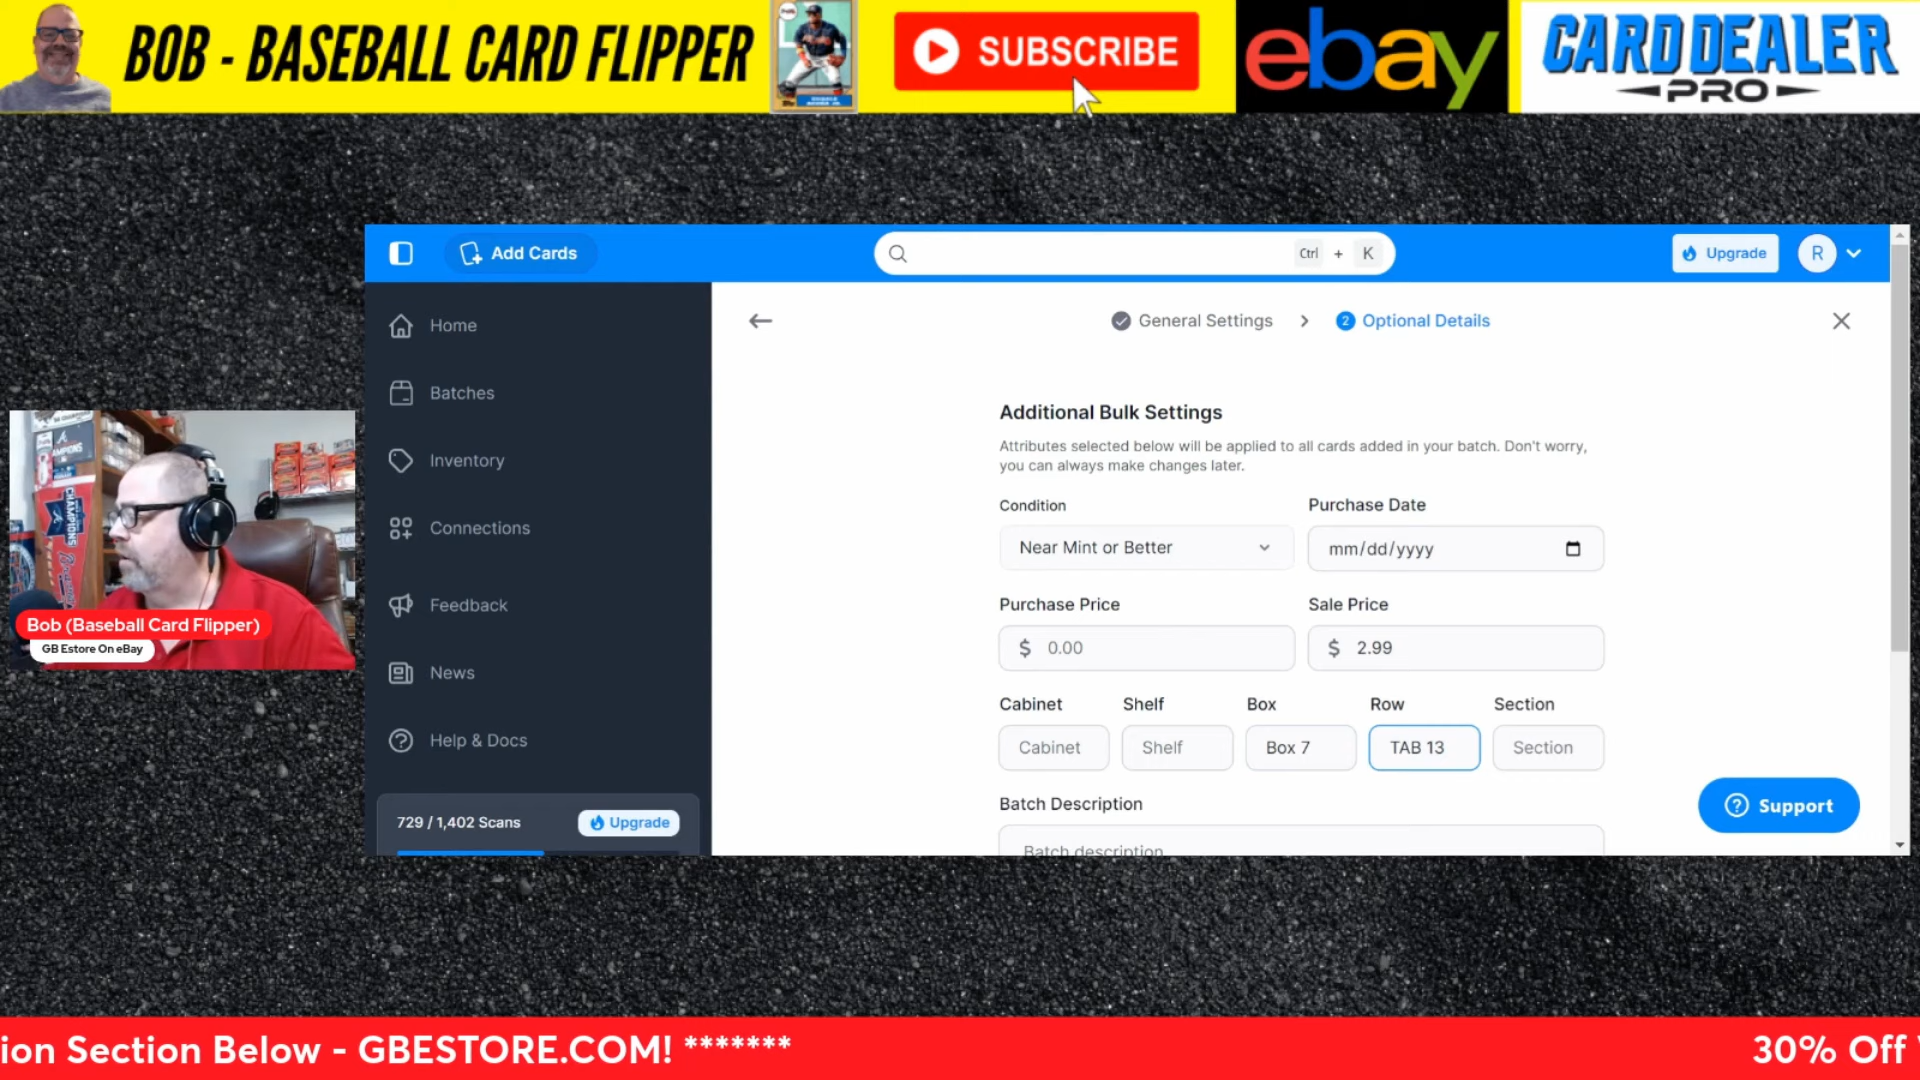 BOB - BASEBALL CARD FLIPPER
SUBSCRIBE
ebay
CARD DEALER
PRO
Add Cards
Ctrl + K
Upgrade
R
Home
Batches
Inventory
Connections
Feedback
News
Help & Docs
729 / 1,402 Scans
Upgrade
General Settings
2 Optional Details
Additional Bulk Settings
Attributes selected below will be applied to all cards added in your batch. Don't worry,
you can always make changes later.
Condition
Purchase Date
Near Mint or Better
mm/dd/yyyy
Purchase Price
Sale Price
$ 0.00
$ 2.99
Cabinet
Shelf
Box
Row
Section
Cabinet
Shelf
Box 7
TAB 13
Section
Batch Description
Batch description
Support
CHAMPIONS
Bob (Baseball Card Flipper)
GB Estore On eBay
ion Section Below - GBESTORE.COM! *******
30% Off